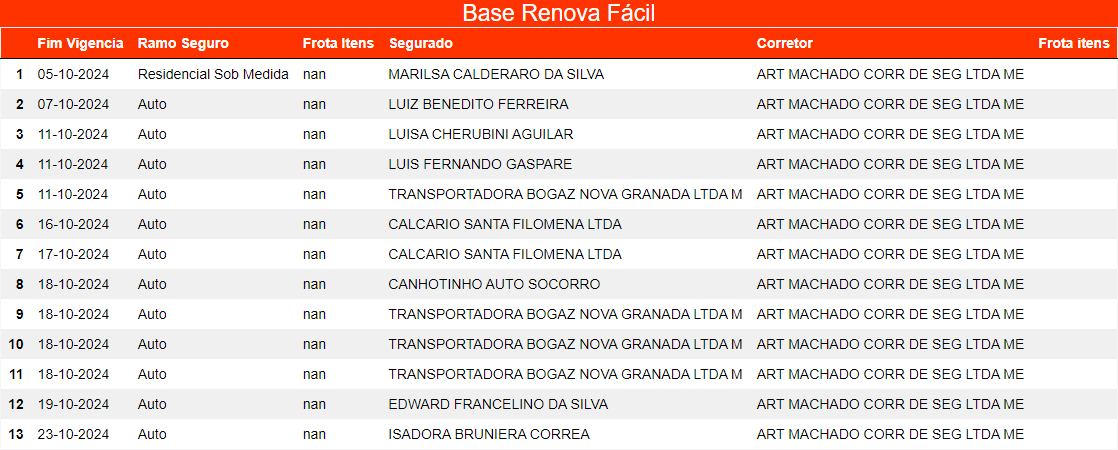 Base Renova Fácil
Fim Vigencia Ramo Seguro Frota Itens Segurado Corretor Frota itens
1 05-10-2024 Residencial Sob Medida nan MARILSA CALDERARO DA SILVA ART MACHADO CORR DE SEG LTDA ME
2 07-10-2024 Auto nan LUIZ BENEDITO FERREIRA ART MACHADO CORR DE SEG LTDA ME
3 11-10-2024 Auto nan LUISA CHERUBINI AGUILAR ART MACHADO CORR DE SEG LTDA ME
4 11-10-2024 Auto nan LUIS FERNANDO GASPARE ART MACHADO CORR DE SEG LTDA ME
5 11-10-2024 Auto nan TRANSPORTADORA BOGAZ NOVA GRANADA LTDA M ART MACHADO CORR DE SEG LTDA ME
6 16-10-2024 Auto nan CALCARIO SANTA FILOMENA LTDA ART MACHADO CORR DE SEG LTDA ME
7 17-10-2024 Auto nan CALCARIO SANTA FILOMENA LTDA ART MACHADO CORR DE SEG LTDA ME
8 18-10-2024 Auto nan CANHOTINHO AUTO SOCORRO ART MACHADO CORR DE SEG LTDA ME
9 18-10-2024 Auto nan TRANSPORTADORA BOGAZ NOVA GRANADA LTDA M ART MACHADO CORR DE SEG LTDA ME
10 18-10-2024 Auto nan TRANSPORTADORA BOGAZ NOVA GRANADA LTDA M ART MACHADO CORR DE SEG LTDA ME
11 18-10-2024 Auto nan TRANSPORTADORA BOGAZ NOVA GRANADA LTDA M ART MACHADO CORR DE SEG LTDA ME
12 19-10-2024 Auto nan EDWARD FRANCELINO DA SILVA ART MACHADO CORR DE SEG LTDA ME
13 23-10-2024 Auto nan ISADORA BRUNIERA CORREA ART MACHADO CORR DE SEG LTDA ME